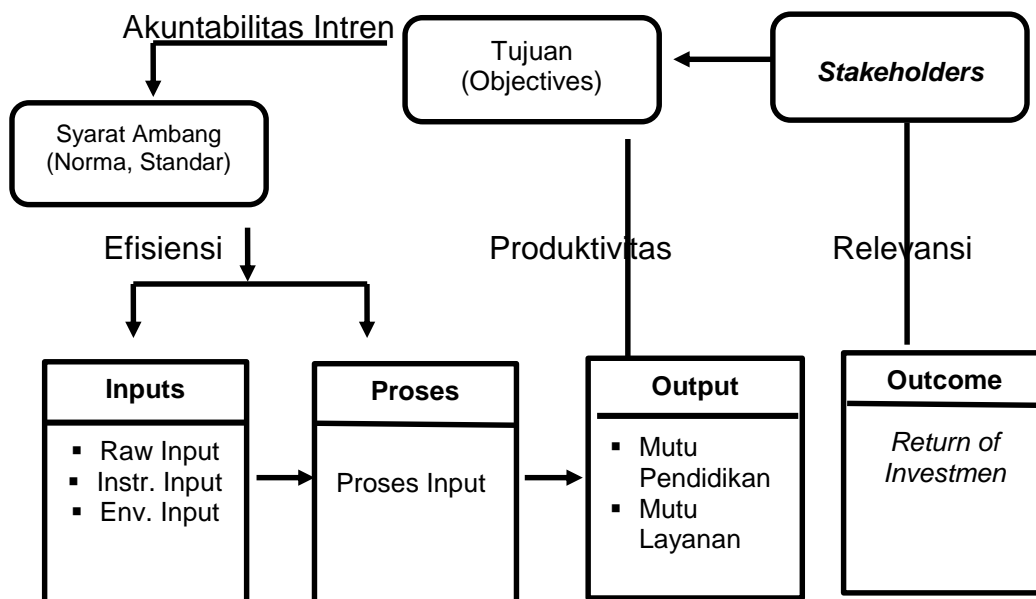 Akuntabilitas Intren
Tujuan
(Objectives)
Stakeholders
Syarat Ambang
(Norma, Standar)
Efisiensi
Produktivitas
Relevansi
Inputs
▪ Raw Input
▪ Instr. Input
▪ Env. Input
Proses
Proses Input
Output
▪ Mutu
Pendidikan
▪ Mutu
Layanan
Outcome
Return of
Investmen